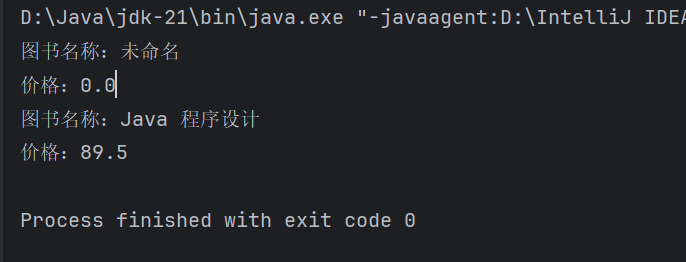 D:\Java\jdk-21\bin\java.exe "-javaagent:D:\IntelliJ IDEA
图书名称：未命名
价格：0.0
图书名称：Java 程序设计
价格：89.5
Process finished with exit code 0